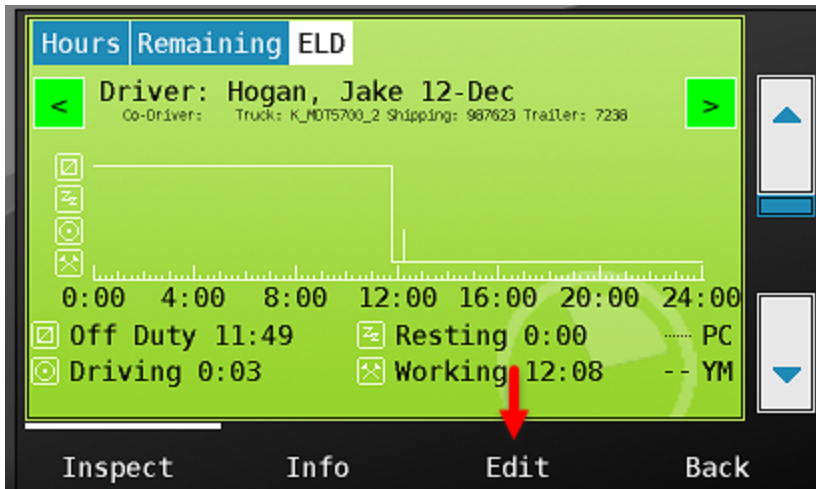 Hours Remaining ELD
< Driver: Hogan, Jake 12-Dec >
Co-Driver: Truck: K_MDT5700_2 Shipping: 987623 Trailer: 7238
0:00 4:00 8:00 12:00 16:00 20:00 24:00
Off Duty 11:49 Resting 0:00 PC
Driving 0:03 Working 12:08 -- YM
Inspect Info Edit Back